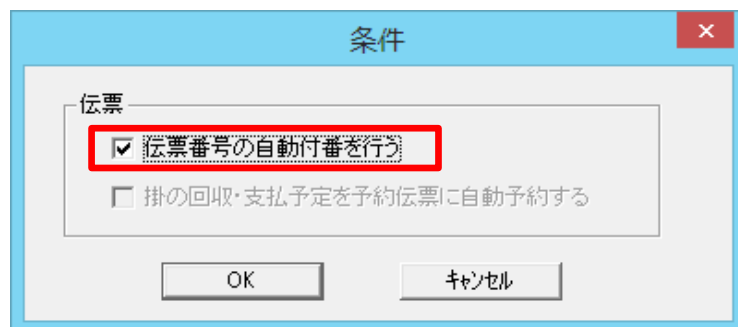 条件
伝票
伝票番号の自動付番を行う
掛の回収・支払予定を予約伝票に自動予約する
OK
ｷｬﾝｾﾙ